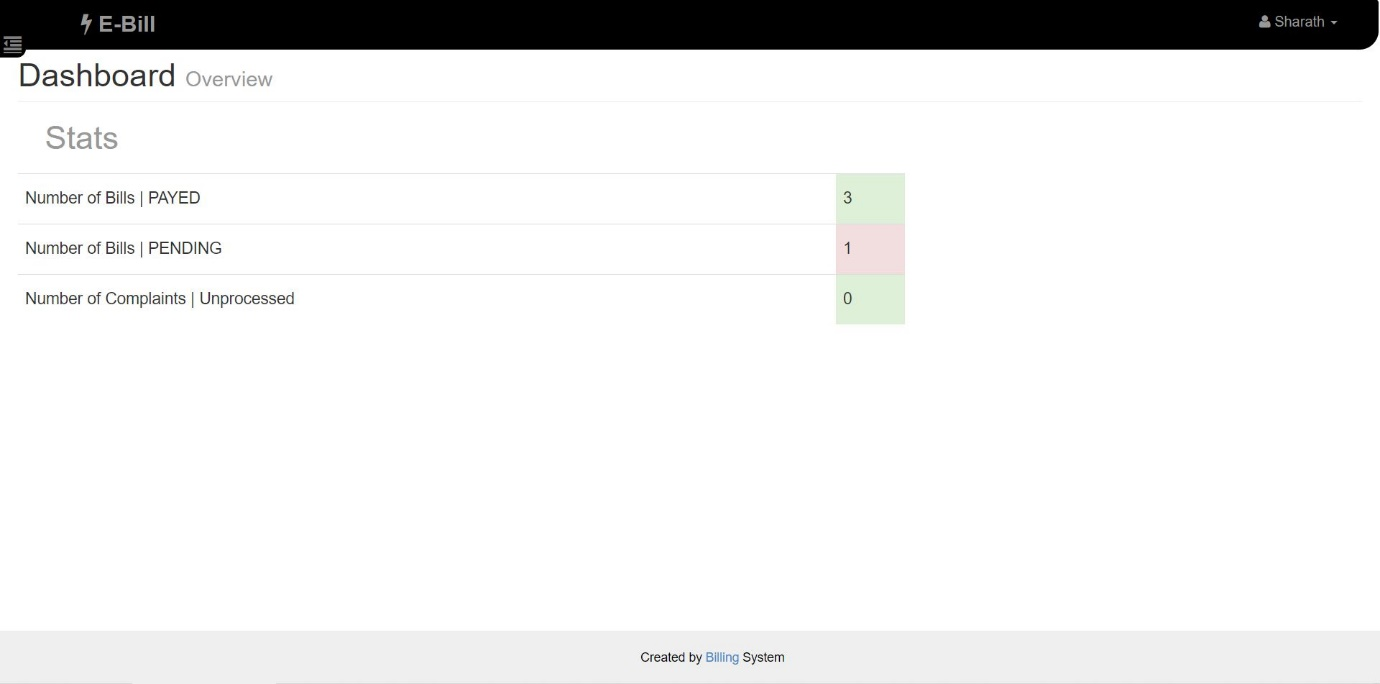 E-Bill
Sharath
Dashboard Overview
Stats
Number of Bills | PAYED 3
Number of Bills | PENDING 1
Number of Complaints | Unprocessed 0
Created by Billing System